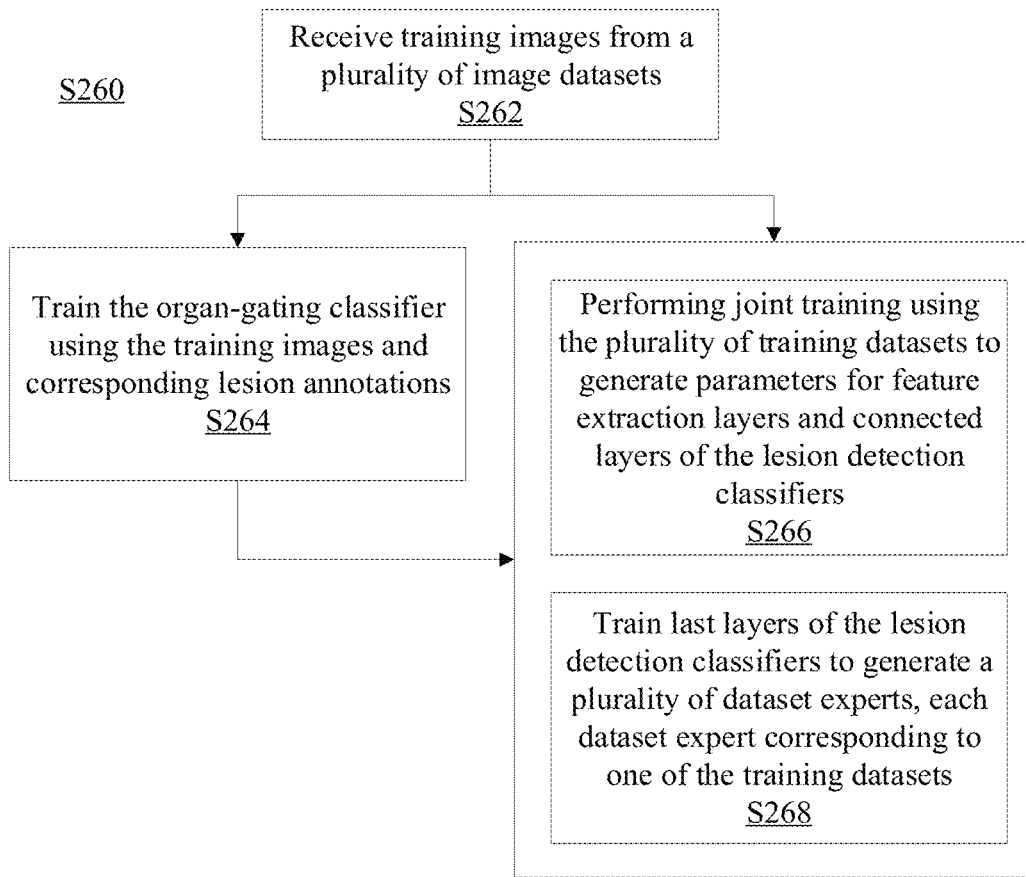 Receive training images from a
plurality of image datasets
S262
S260
Train the organ-gating classifier
using the training images and
corresponding lesion annotations
S264
Performing joint training using
the plurality of training datasets to
generate parameters for feature
extraction layers and connected
layers of the lesion detection
classifiers
S266
Train last layers of the lesion
detection classifiers to generate a
plurality of dataset experts, each
dataset expert corresponding to
one of the training datasets
S268